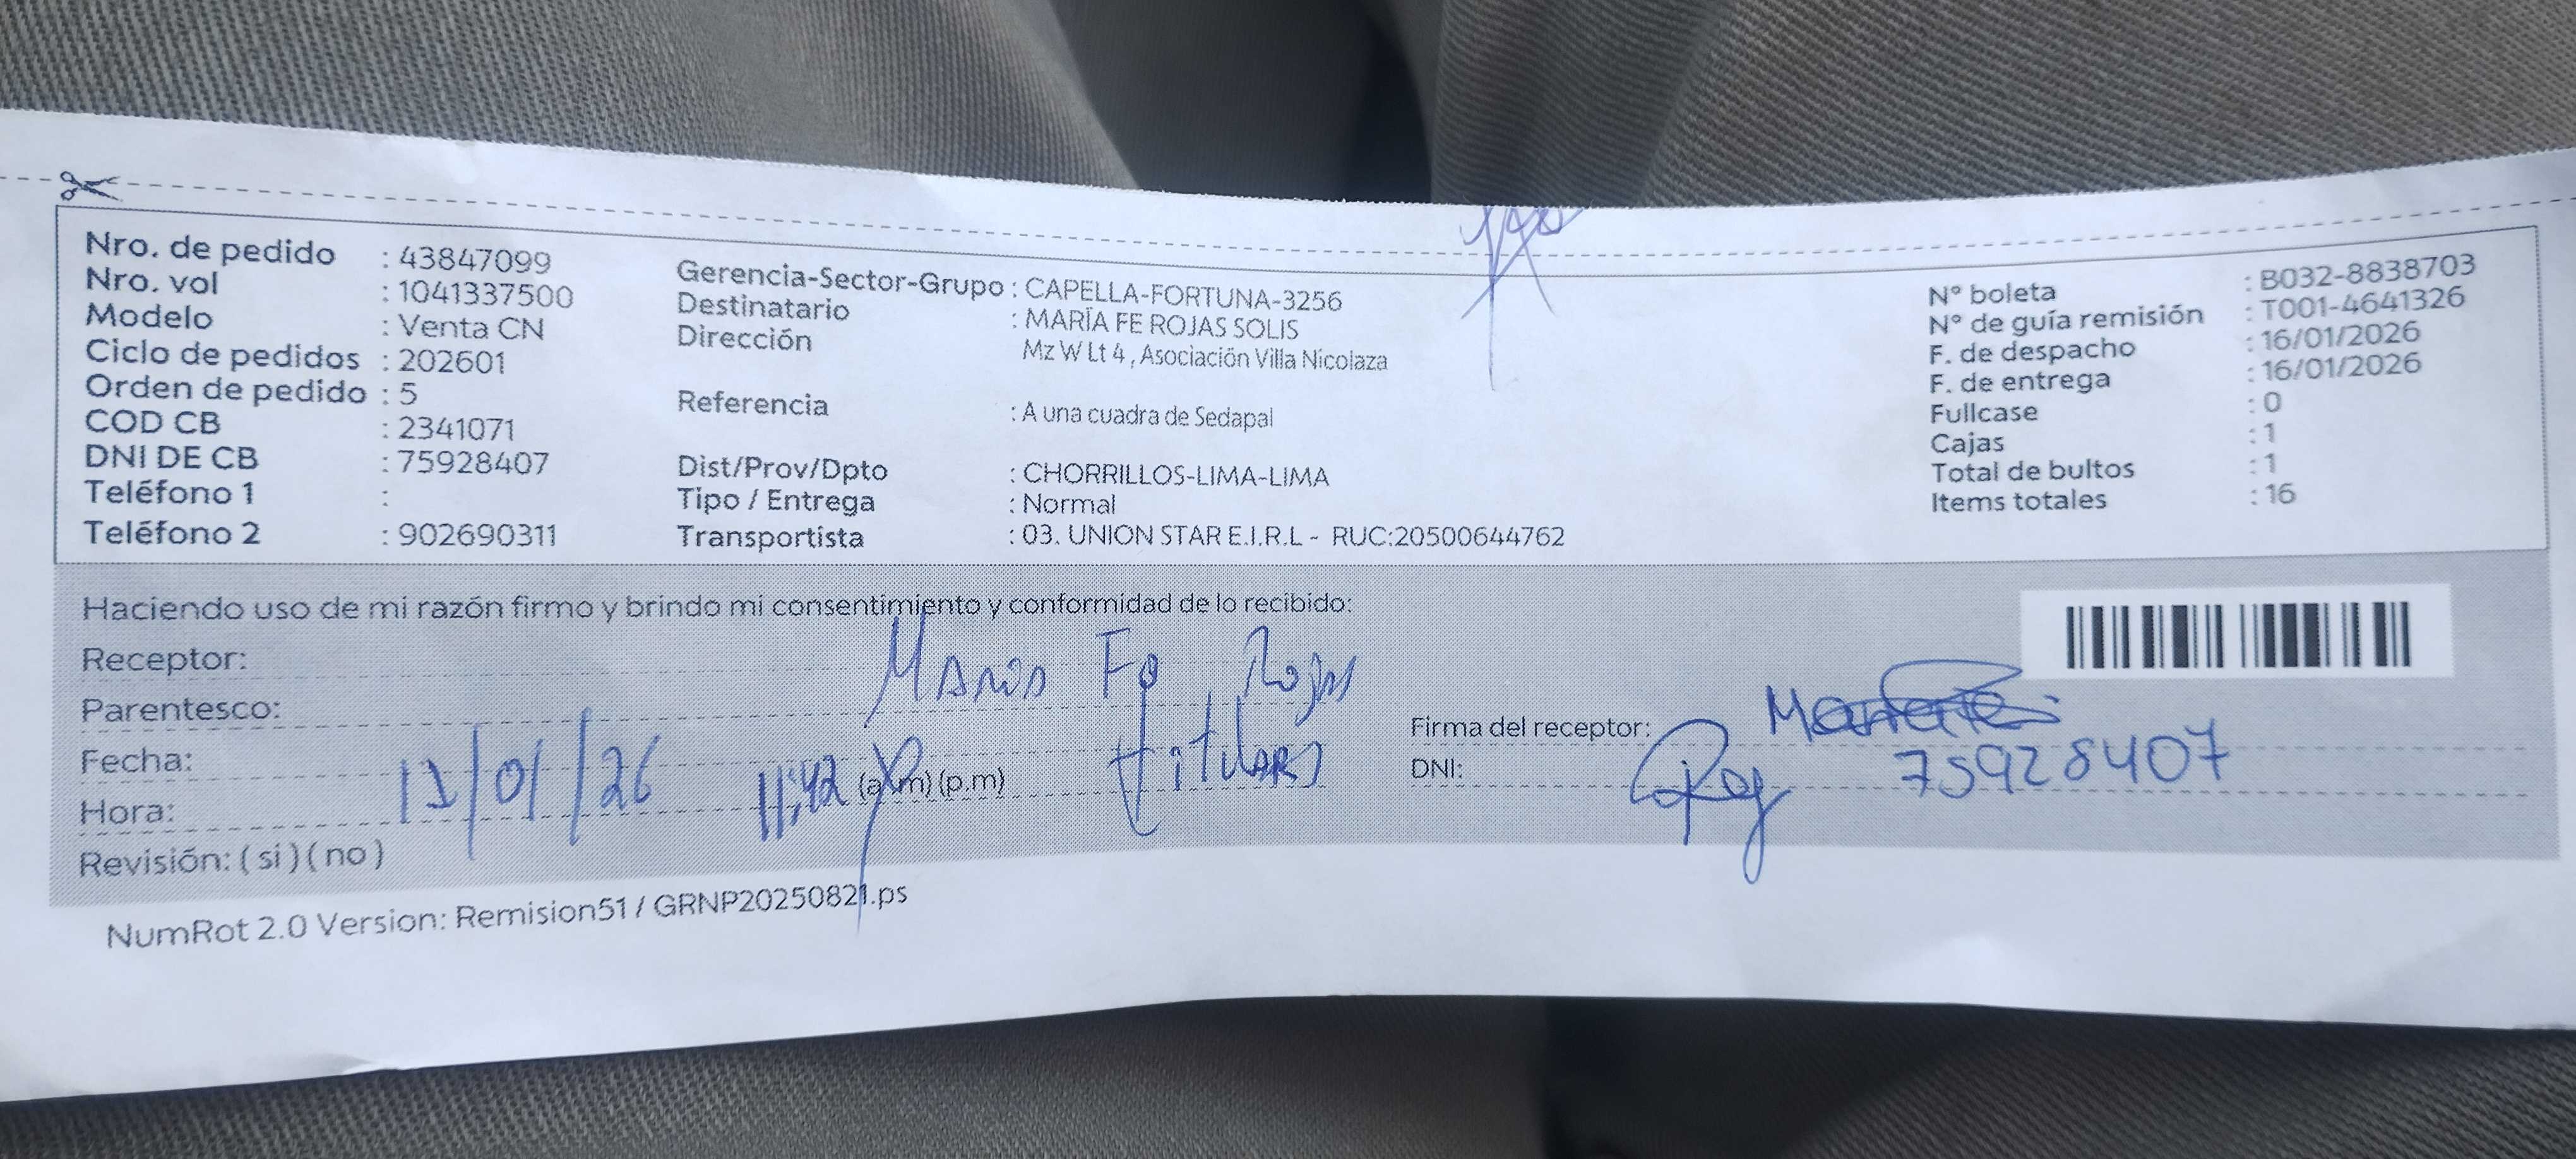 Nro. de pedido : 43847099
Nro. vol : 1041337500
Modelo : Venta CN
Ciclo de pedidos : 202601
Orden de pedido : 5
COD CB : 2341071
DNI DE CB : 75928407
Teléfono 1 :
Teléfono 2 : 902690311
Gerencia-Sector-Grupo : CAPELLA-FORTUNA-3256
Destinatario : MARÍA FE ROJAS SOLIS
Dirección Mz W Lt 4 , Asociación Villa Nicolaza
Referencia : A una cuadra de Sedapal
Dist/Prov/Dpto : CHORRILLOS-LIMA-LIMA
Tipo / Entrega : Normal
Transportista : 03. UNION STAR E.I.R.L - RUC:20500644762
N° boleta : B032-8838703
N° de guía remisión : T001-4641326
F. de despacho : 16/01/2026
F. de entrega : 16/01/2026
Fullcase : 0
Cajas : 1
Total de bultos : 1
Items totales : 16
Haciendo uso de mi razón firmo y brindo mi consentimiento y conformidad de lo recibido:
Receptor: Maria Fe Rojas
Parentesco: titular
Fecha: /01/26
Hora: 11:42 (a.m) (p.m)
Revisión: ( si ) ( no )
Firma del receptor:
DNI: 75928407
NumRot 2.0 Version: Remision51 / GRNP20250821.ps